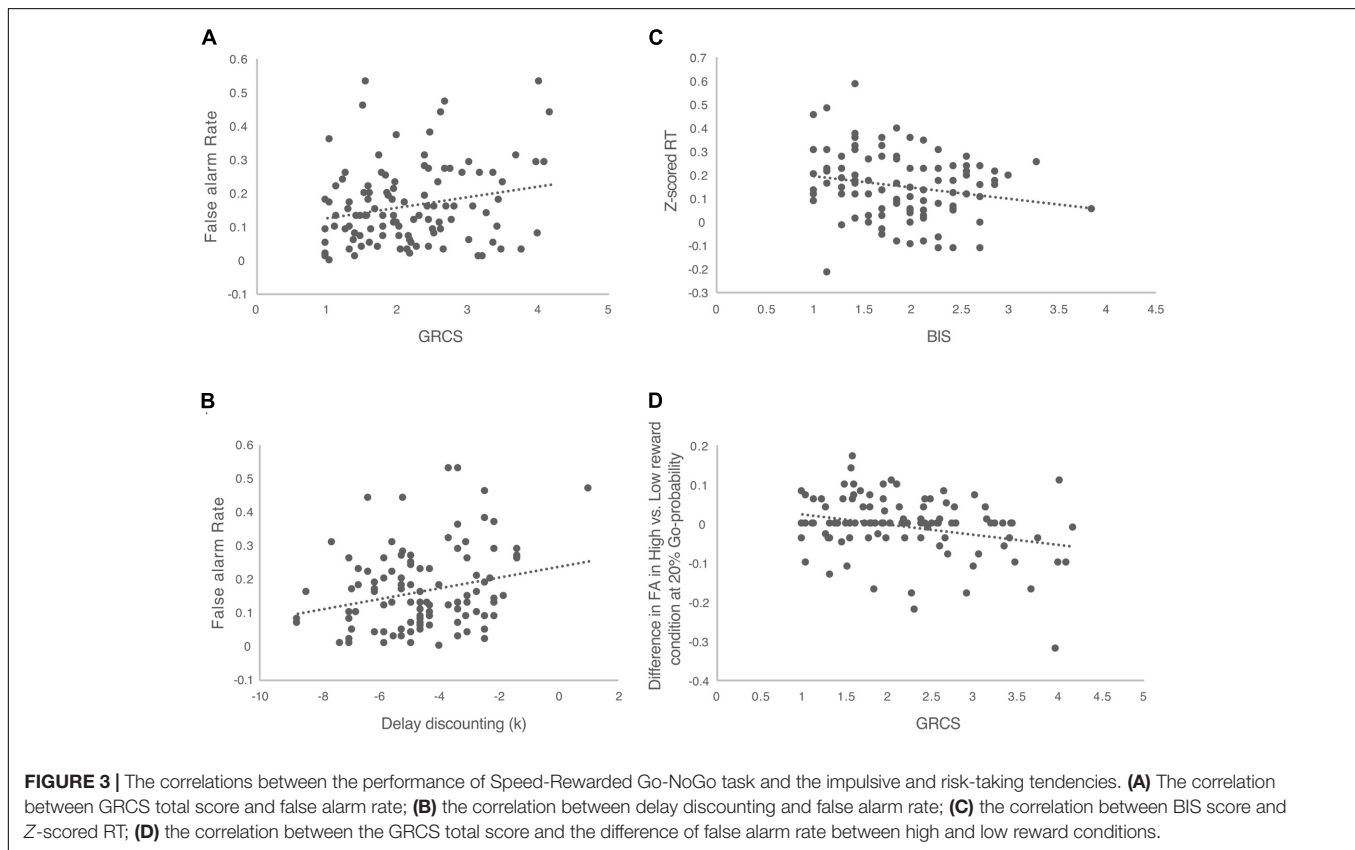 A
0.6
0.5
0.4
0.3
0.2
0.1
0
-0.1
False alarm Rate
0 1 2 3 4 5
GRCS
C
0.7
0.6
0.5
0.4
0.3
0.2
0.1
0
-0.1
-0.2
-0.3
Z-scored RT
0 0.5 1 1.5 2 2.5 3 3.5 4 4.5
BIS
B
0.6
0.5
0.4
0.3
0.2
0.1
0
-0.1
False alarm Rate
-10 -8 -6 -4 -2 0 2
Delay discounting (k)
D
0.2
0.1
0
-0.1
-0.2
-0.3
-0.4
Difference in FA in High vs. Low reward
condition at 20% Go-probability
0 0.5 1 1.5 2 2.5 3 3.5 4 4.5 5
GRCS
FIGURE 3 | The correlations between the performance of Speed-Rewarded Go-NoGo task and the impulsive and risk-taking tendencies. (A) The correlation
between GRCS total score and false alarm rate; (B) the correlation between delay discounting and false alarm rate; (C) the correlation between BIS score and
Z-scored RT; (D) the correlation between the GRCS total score and the difference of false alarm rate between high and low reward conditions.